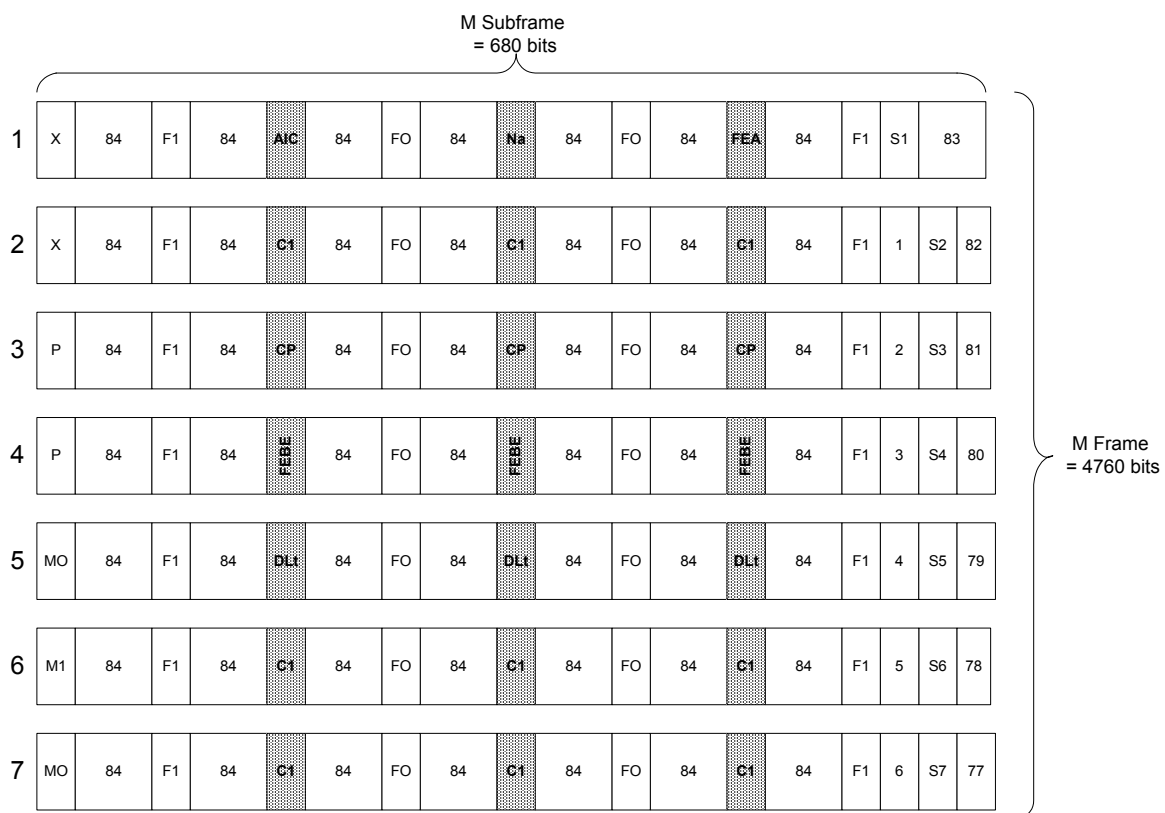 M Subframe
= 680 bits
1 X 84 F1 84 AIC 84 FO 84 Na 84 FO 84 FEA 84 F1 S1 83
2 X 84 F1 84 C1 84 FO 84 C1 84 FO 84 C1 84 F1 1 S2 82
3 P 84 F1 84 CP 84 FO 84 CP 84 FO 84 CP 84 F1 2 S3 81
4 P 84 F1 84 FEBE 84 FO 84 FEBE 84 FO 84 FEBE 84 F1 3 S4 80
M Frame
= 4760 bits
5 MO 84 F1 84 DLt 84 FO 84 DLt 84 FO 84 DLt 84 F1 4 S5 79
6 M1 84 F1 84 C1 84 FO 84 C1 84 FO 84 C1 84 F1 5 S6 78
7 MO 84 F1 84 C1 84 FO 84 C1 84 FO 84 C1 84 F1 6 S7 77